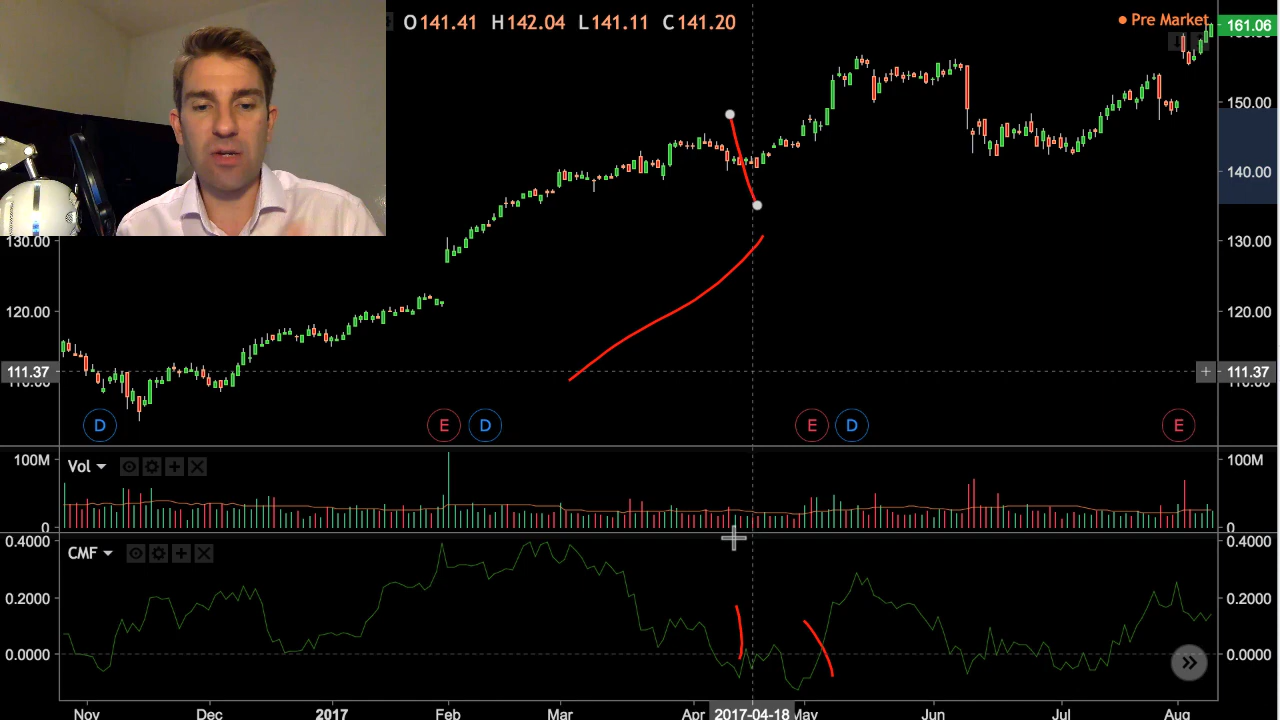 O141.41 H142.04 L141.11 C141.20
Pre Market
161.06
150.00
140.00
130.00 130.00
120.00 120.00
111.37 111.37
D E D E D E
100M Vol 100M
0 0
0.4000 CMF 0.4000
0.2000 0.2000
0.0000 0.0000
Nov Dec 2017 Feb Mar Apr 2017-04-18 May Jun Jul Aug